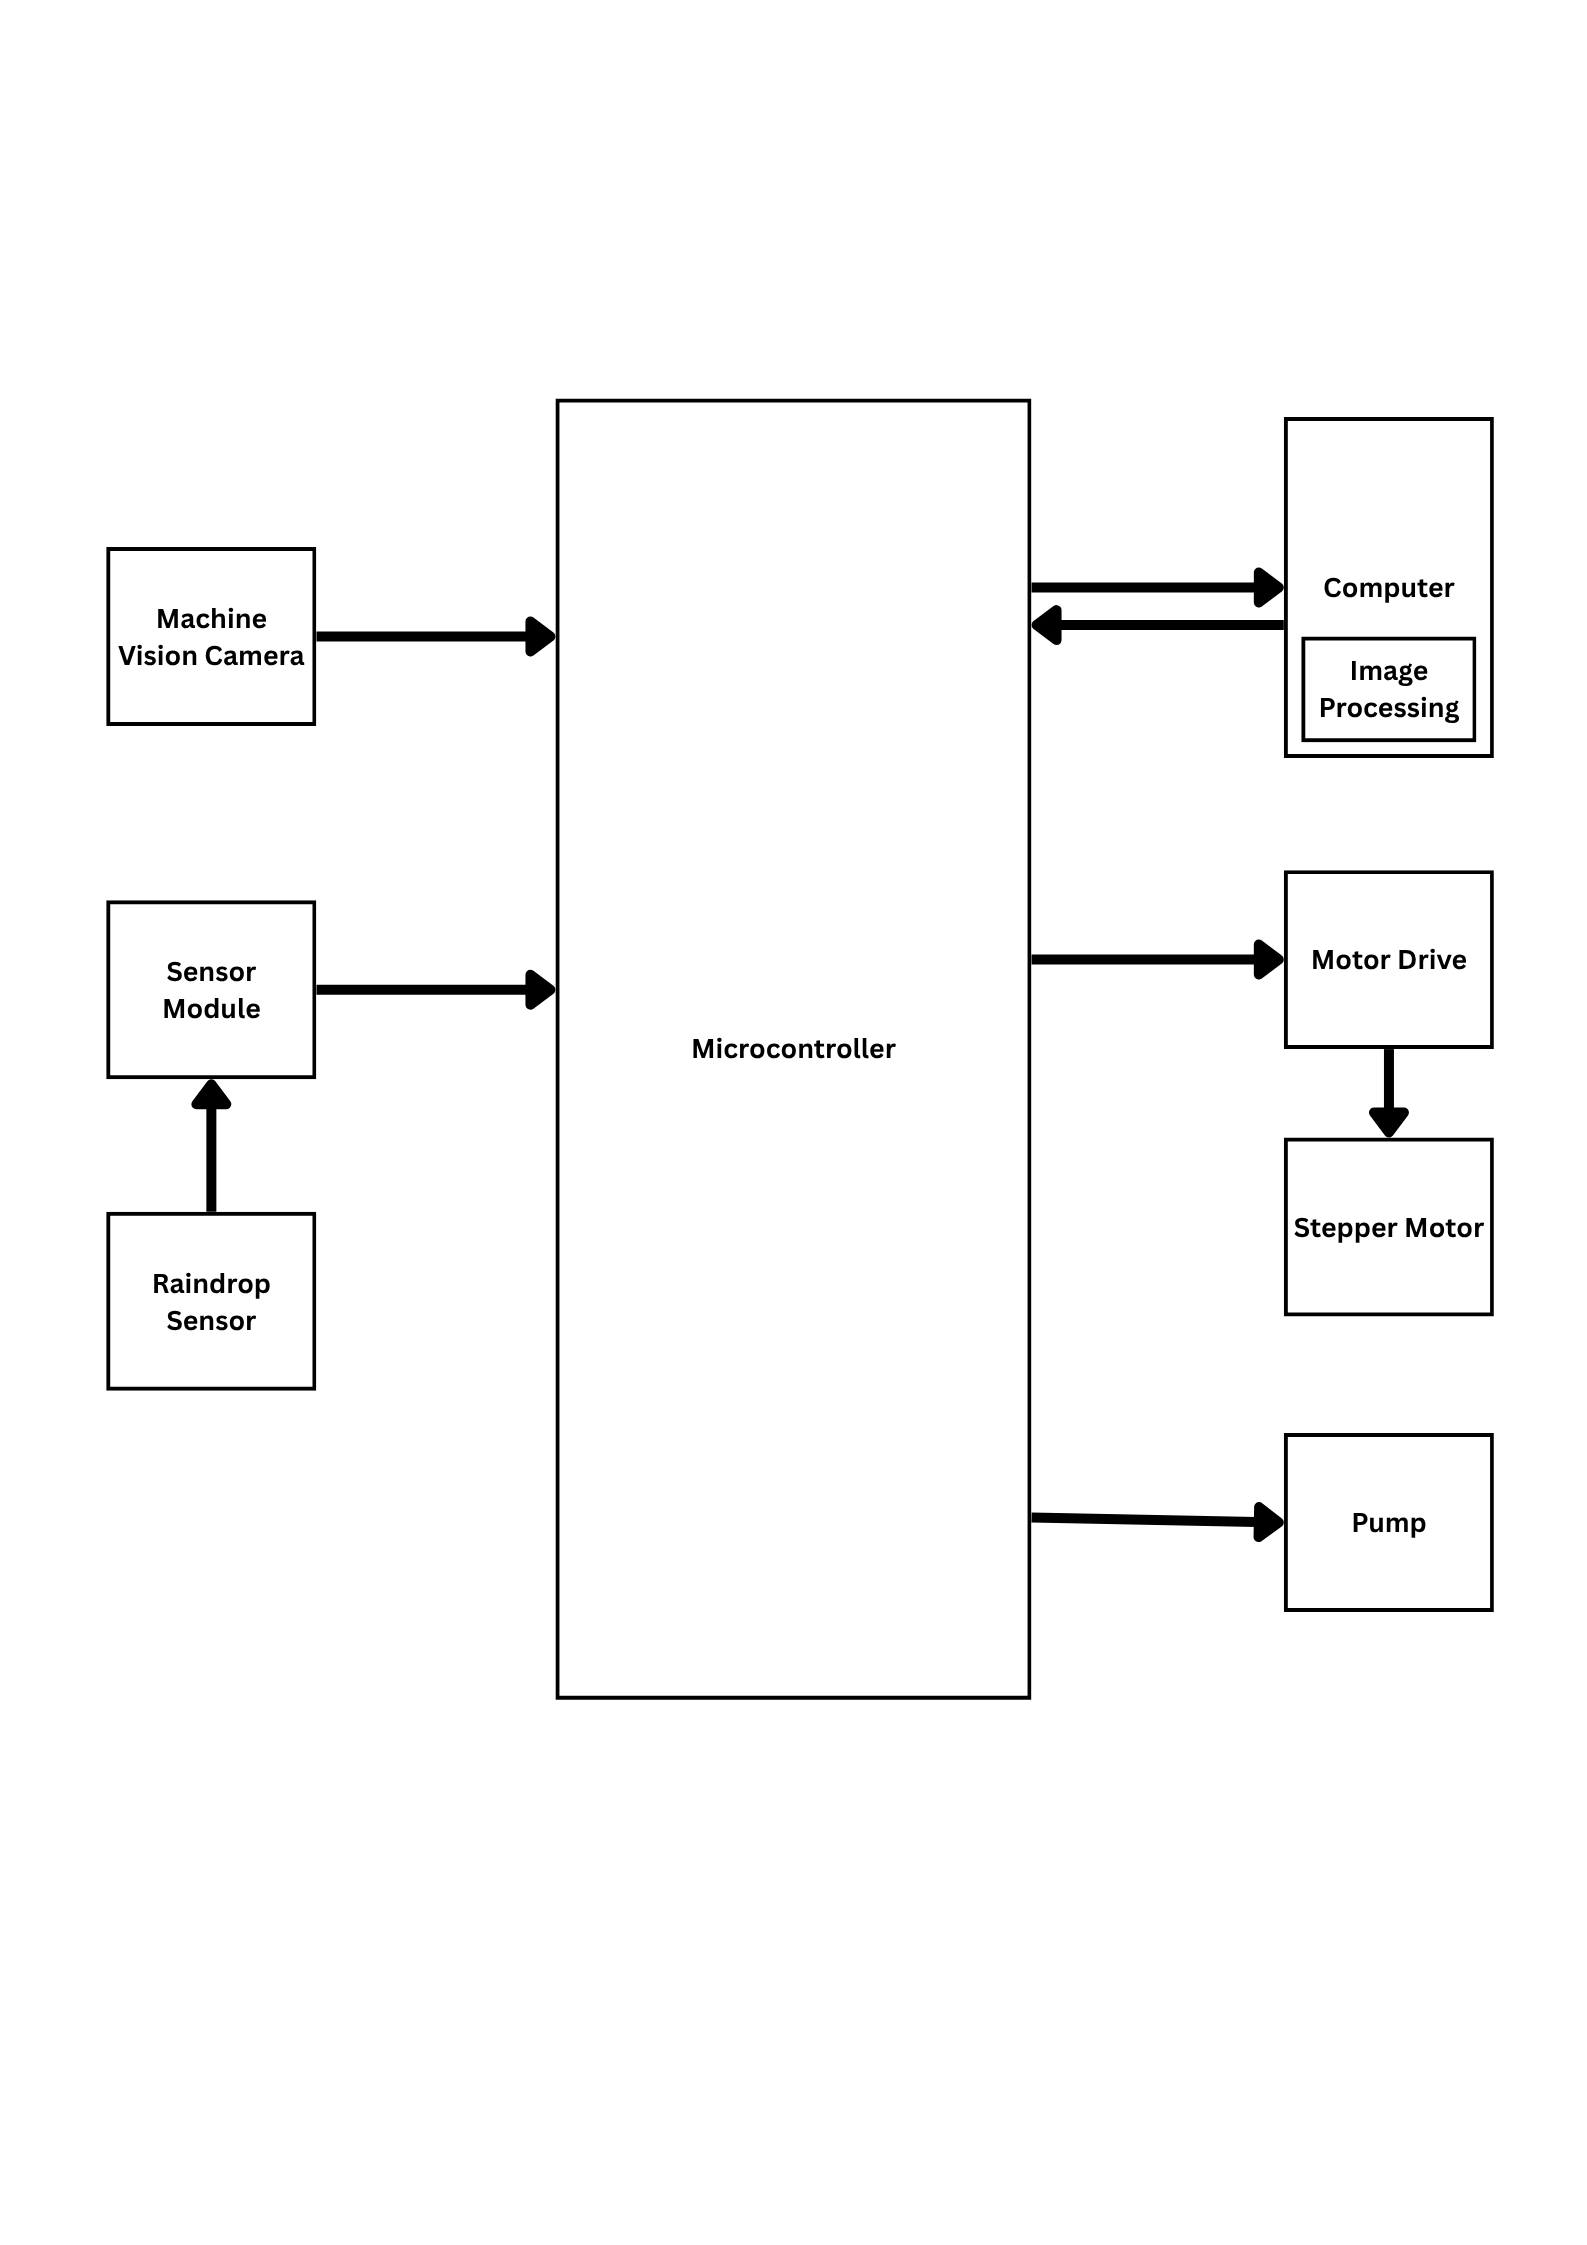 Machine
Vision Camera
Sensor
Module
Raindrop
Sensor
Microcontroller
Computer
Image
Processing
Motor Drive
Stepper Motor
Pump